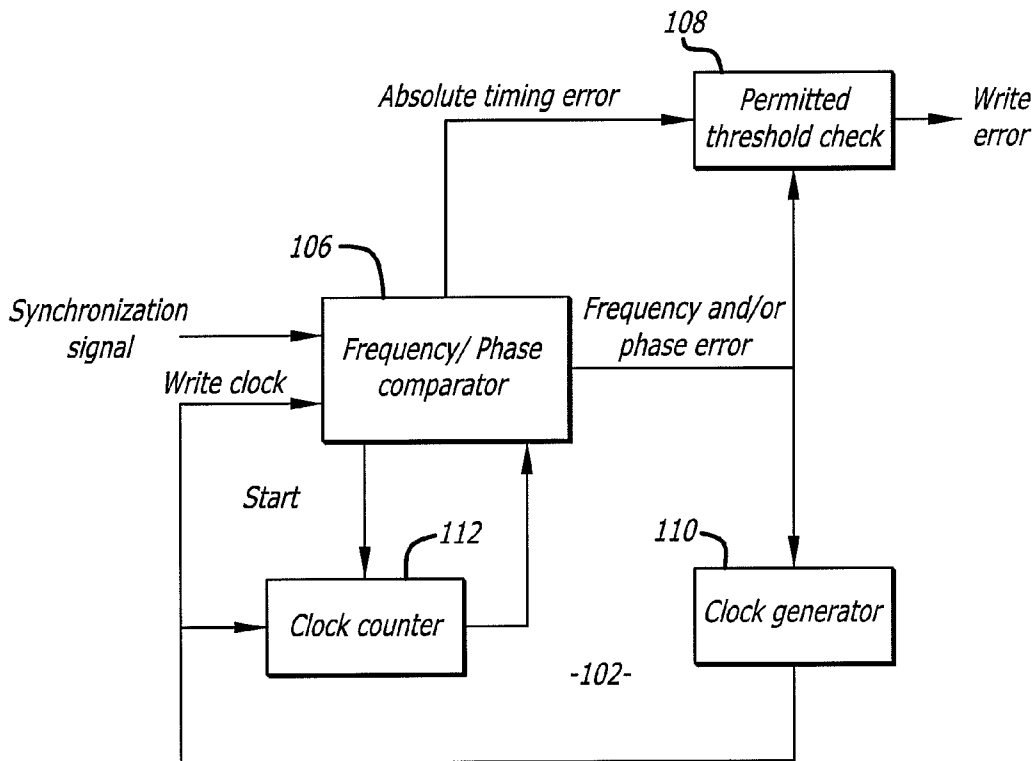 108
Absolute timing error
Permitted
threshold check
Write
error
106
Synchronization
signal
Frequency/ Phase
comparator
Frequency and/or
phase error
Write clock
Start
112
110
Clock counter
Clock generator
-102-